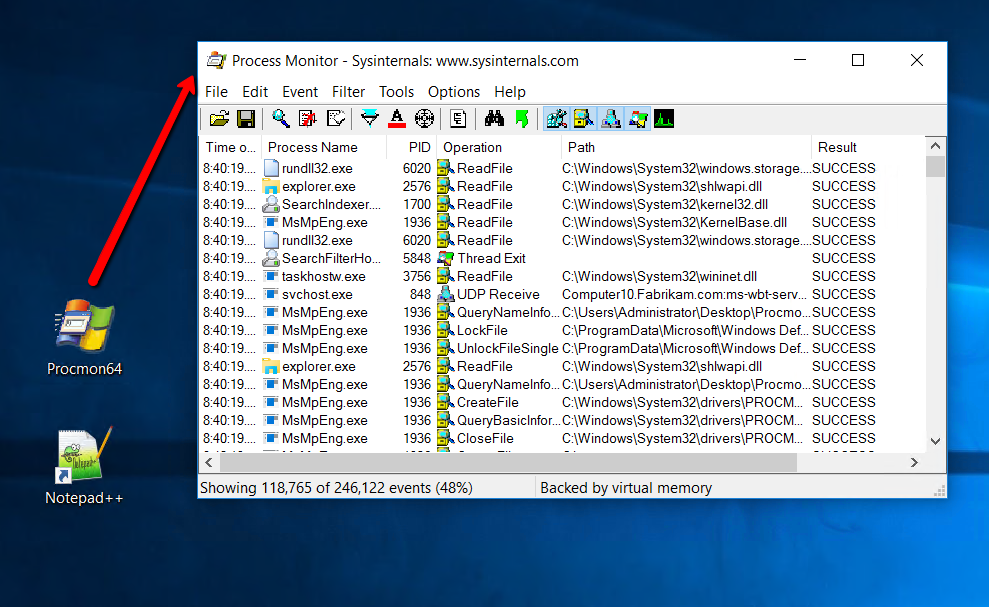 Process Monitor - Sysinternals: www.sysinternals.com
File Edit Event Filter Tools Options Help
Time o... Process Name PID Operation Path Result
8:40:19.... rundll32.exe 6020 ReadFile C:\Windows\System32\windows.storage.... SUCCESS
8:40:19.... explorer.exe 2576 ReadFile C:\Windows\System32\shlwapi.dll SUCCESS
8:40:19.... SearchIndexer.... 1700 ReadFile C:\Windows\System32\kernel32.dll SUCCESS
8:40:19.... MsMpEng.exe 1936 ReadFile C:\Windows\System32\KernelBase.dll SUCCESS
8:40:19.... rundll32.exe 6020 ReadFile C:\Windows\System32\windows.storage.... SUCCESS
8:40:19.... SearchFilterHo... 5848 Thread Exit SUCCESS
8:40:19.... taskhostw.exe 3756 ReadFile C:\Windows\System32\wininet.dll SUCCESS
8:40:19.... svchost.exe 848 UDP Receive Computer10.Fabrikam.com:ms-wbt-serv... SUCCESS
8:40:19.... MsMpEng.exe 1936 QueryNameInfo... C:\Users\Administrator\Desktop\Procmo... SUCCESS
8:40:19.... MsMpEng.exe 1936 LockFile C:\ProgramData\Microsoft\Windows Def... SUCCESS
8:40:19.... MsMpEng.exe 1936 UnlockFileSingle C:\ProgramData\Microsoft\Windows Def... SUCCESS
8:40:19.... explorer.exe 2576 ReadFile C:\Windows\System32\shlwapi.dll SUCCESS
8:40:19.... MsMpEng.exe 1936 QueryNameInfo... C:\Users\Administrator\Desktop\Procmo... SUCCESS
8:40:19.... MsMpEng.exe 1936 CreateFile C:\Windows\System32\drivers\PROCM... SUCCESS
8:40:19.... MsMpEng.exe 1936 QueryBasicInfor... C:\Windows\System32\drivers\PROCM... SUCCESS
8:40:19.... MsMpEng.exe 1936 CloseFile C:\Windows\System32\drivers\PROCM... SUCCESS
Showing 118,765 of 246,122 events (48%) Backed by virtual memory
Procmon64
Notepad++